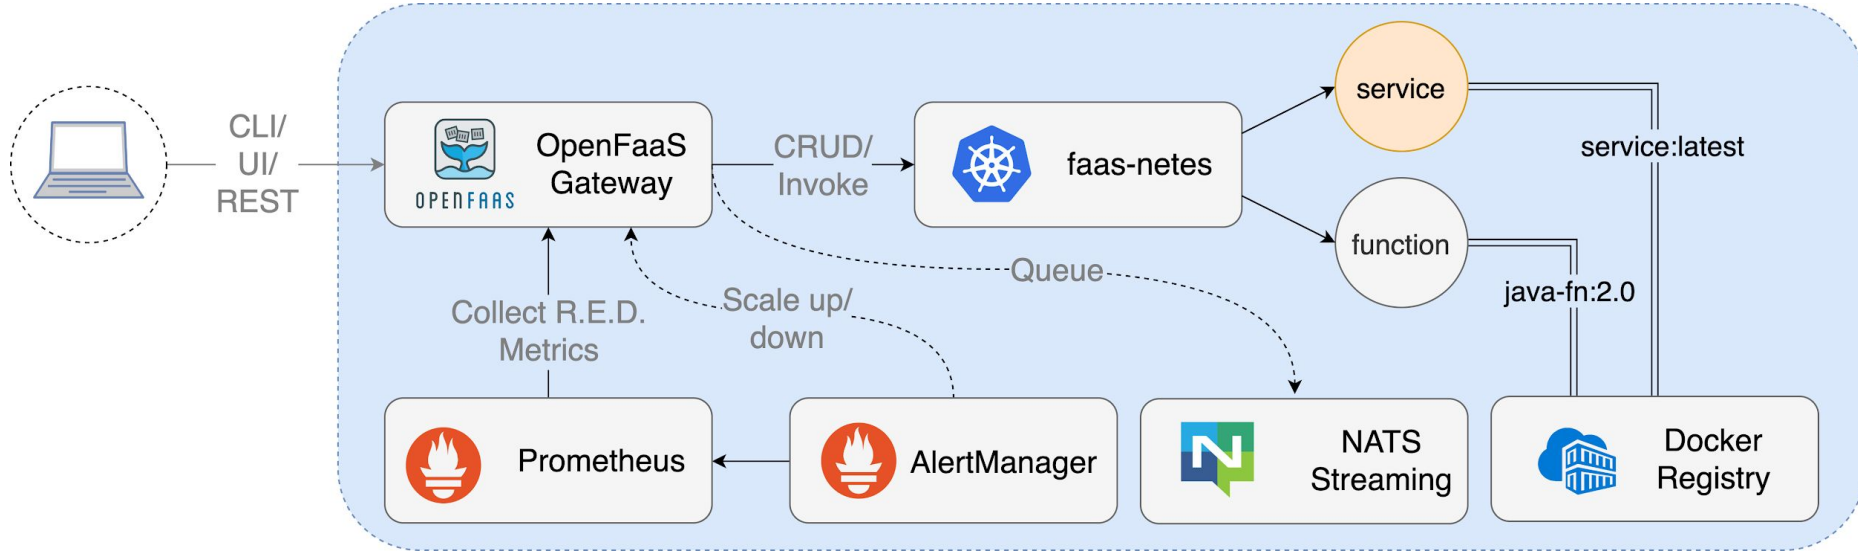 CLI/
UI/
REST
OPENFAAS
OpenFaaS
Gateway
CRUD/
Invoke
faas-netes
service
service:latest
function
java-fn:2.0
Queue
Scale up/
down
Collect R.E.D.
Metrics
Prometheus
AlertManager
N
NATS
Streaming
Docker
Registry